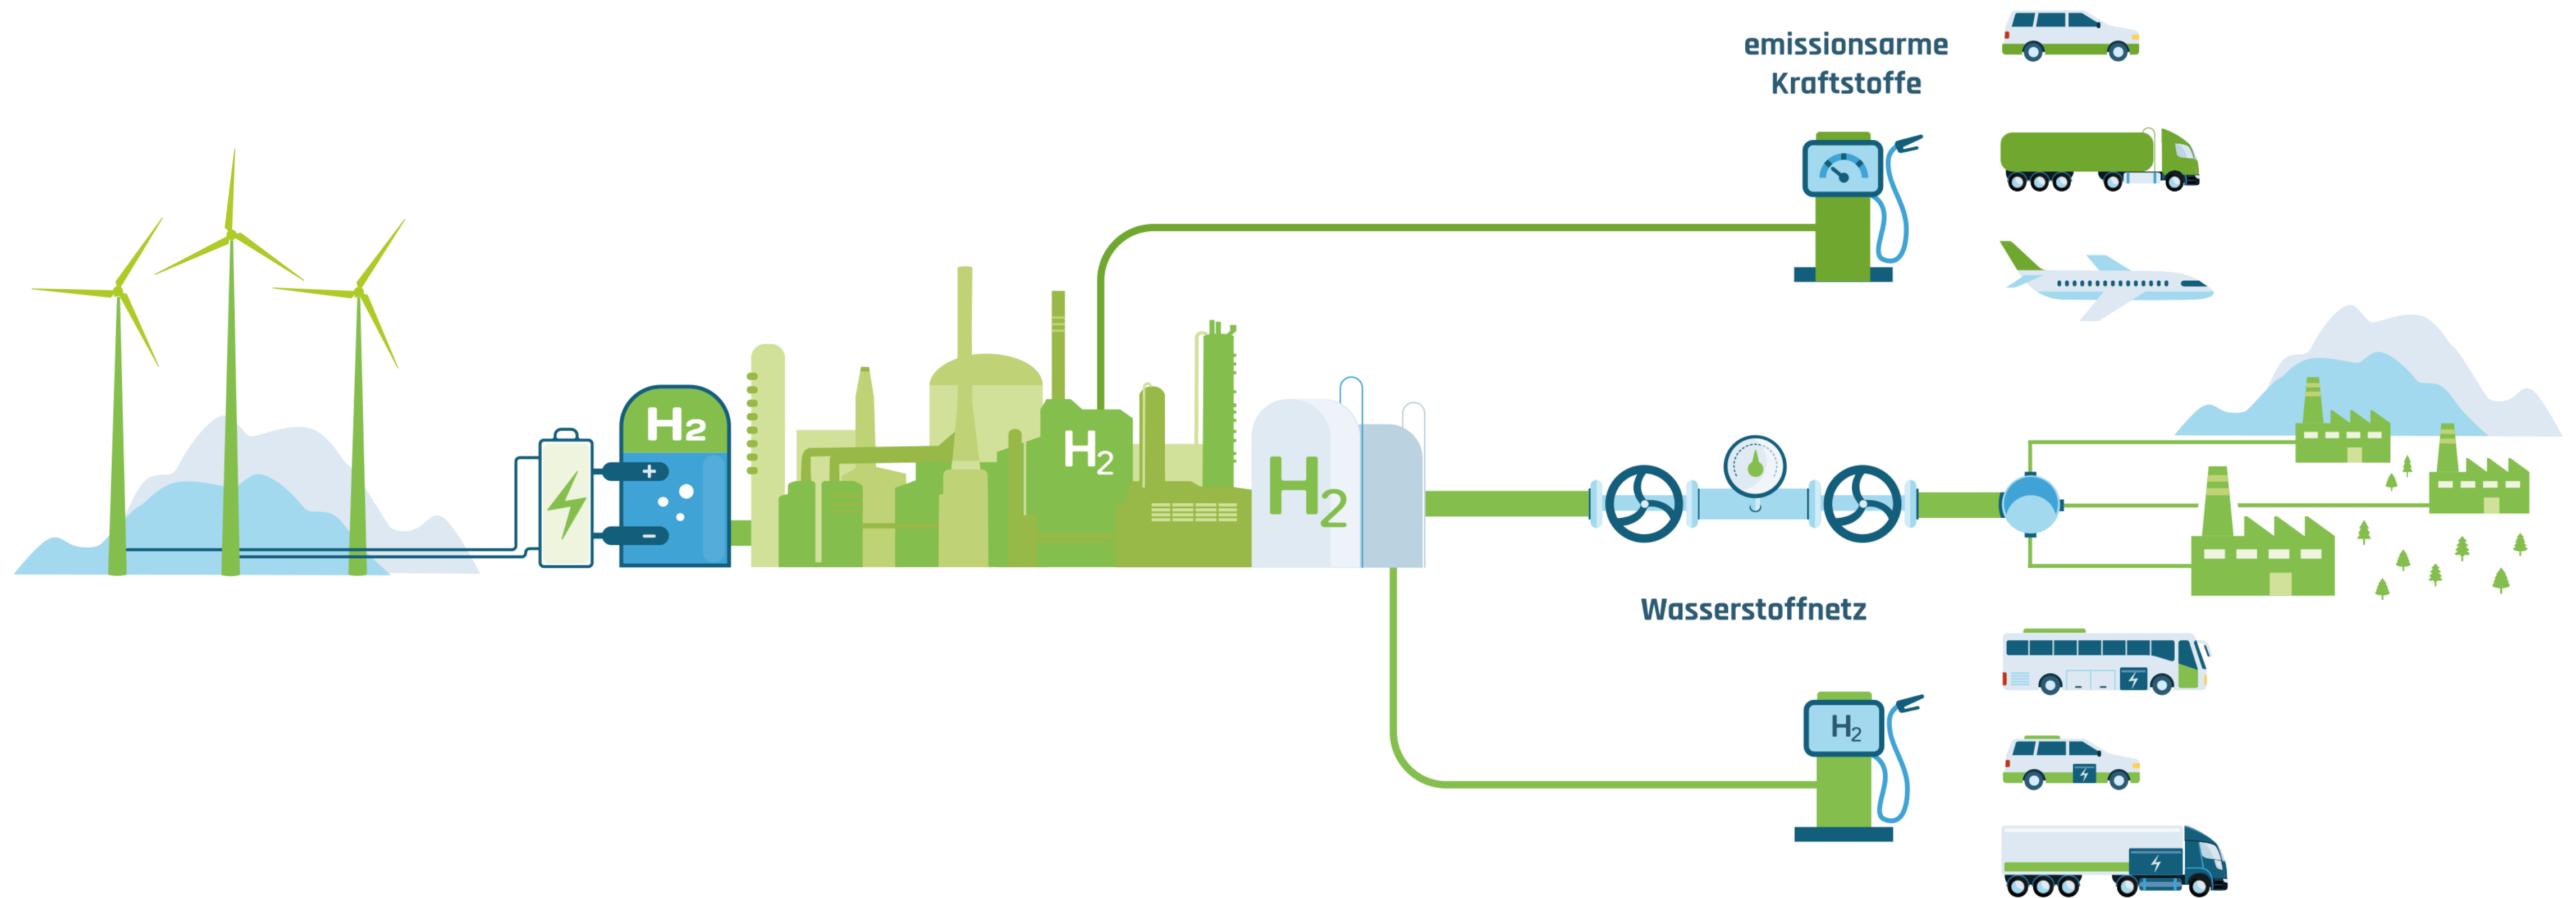 emissionsarme
Kraftstoffe
H2
+
−
H2
H2
Wasserstoffnetz
H2